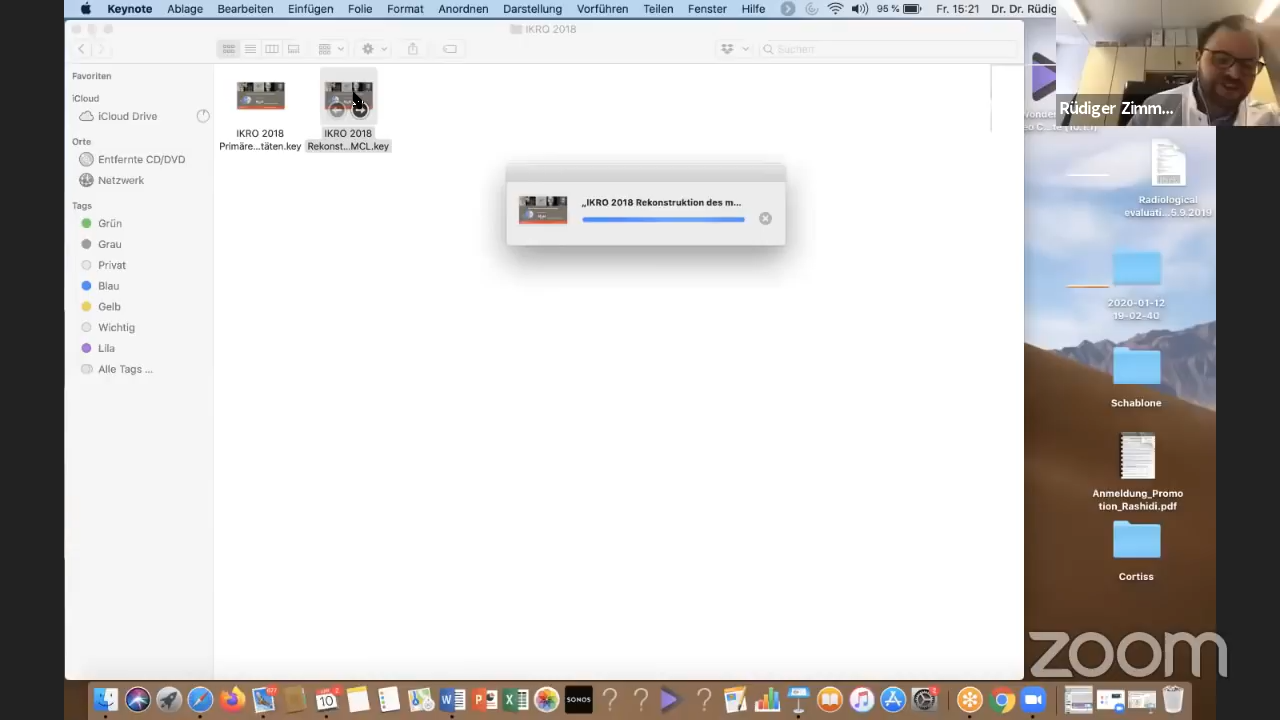 Keynote Ablage Bearbeiten Einfügen Folie Format Anordnen Darstellung Vorführen Teilen Fenster Hilfe 95 % Fr. 15:21 Dr. Dr. Rüdig
IKRO 2018
Suchen
Favoriten
iCloud
iCloud Drive
Orte
Entfernte CD/DVD
Netzwerk
Tags
Grün
Grau
Privat
Blau
Gelb
Wichtig
Lila
Alle Tags ...
IKRO 2018
Primäre...täten.key
IKRO 2018
Rekonst...MCL.key
„IKRO 2018 Rekonstruktion des m...
Rüdiger Zimm...
Radiological
evaluati...5.9.2019
2020-01-12
19-02-40
Schablone
Anmeldung_Promo
tion_Rashidi.pdf
Cortiss
zoom
SONOS
10